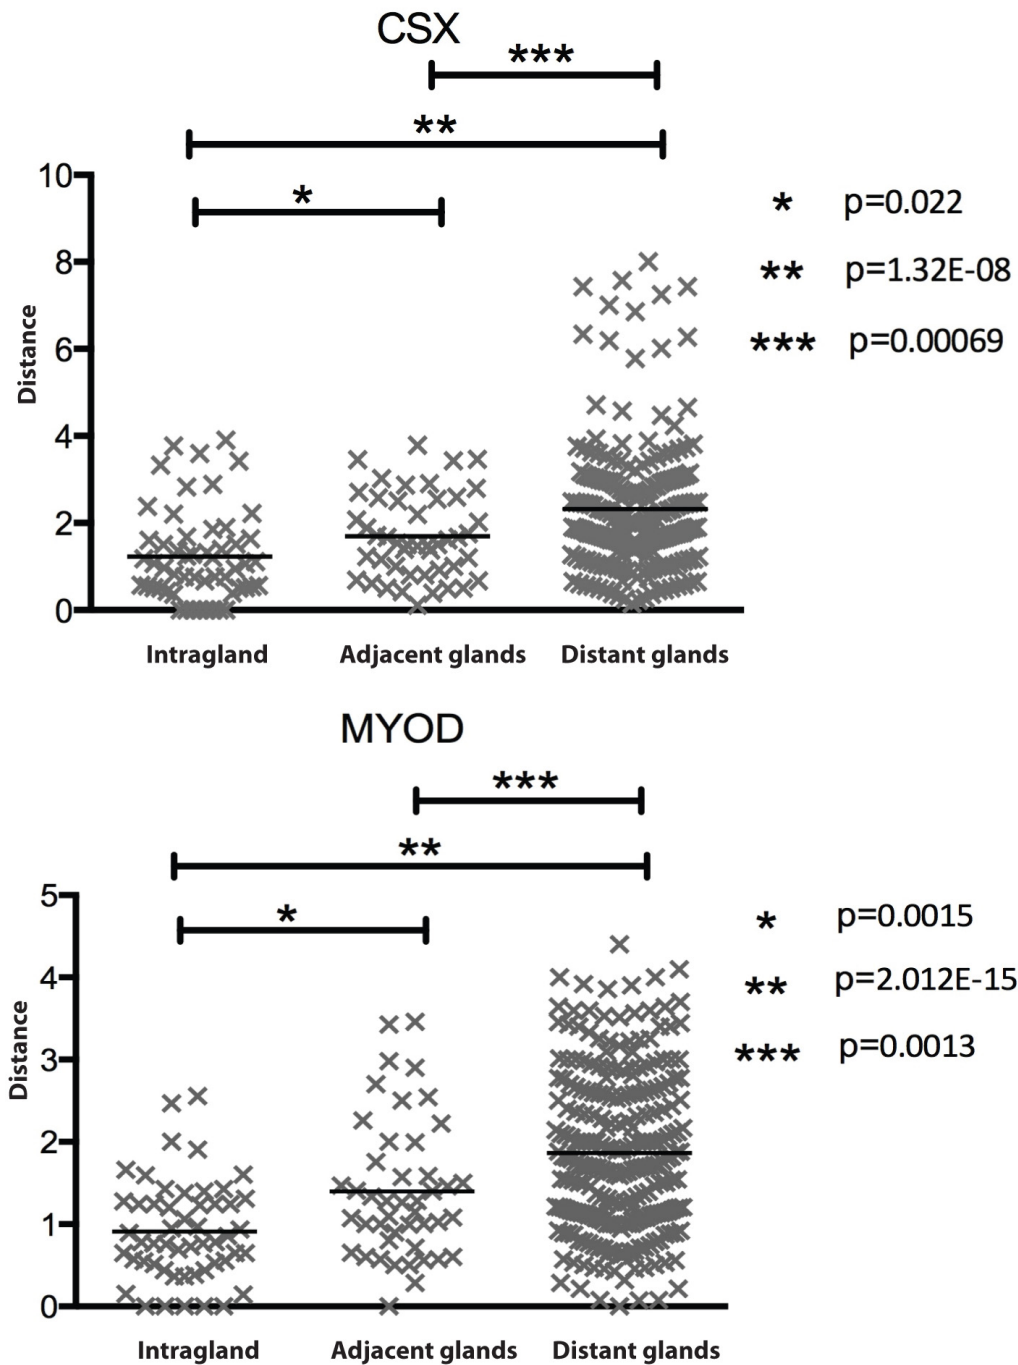 CSX
***
**
*
10
8
6
4
2
0
Distance
* p=0.022
** p=1.32E-08
*** p=0.00069
Intragland Adjacent glands Distant glands
MYOD
***
**
*
5
4
3
2
1
0
Distance
* p=0.0015
** p=2.012E-15
*** p=0.0013
Intragland Adjacent glands Distant glands